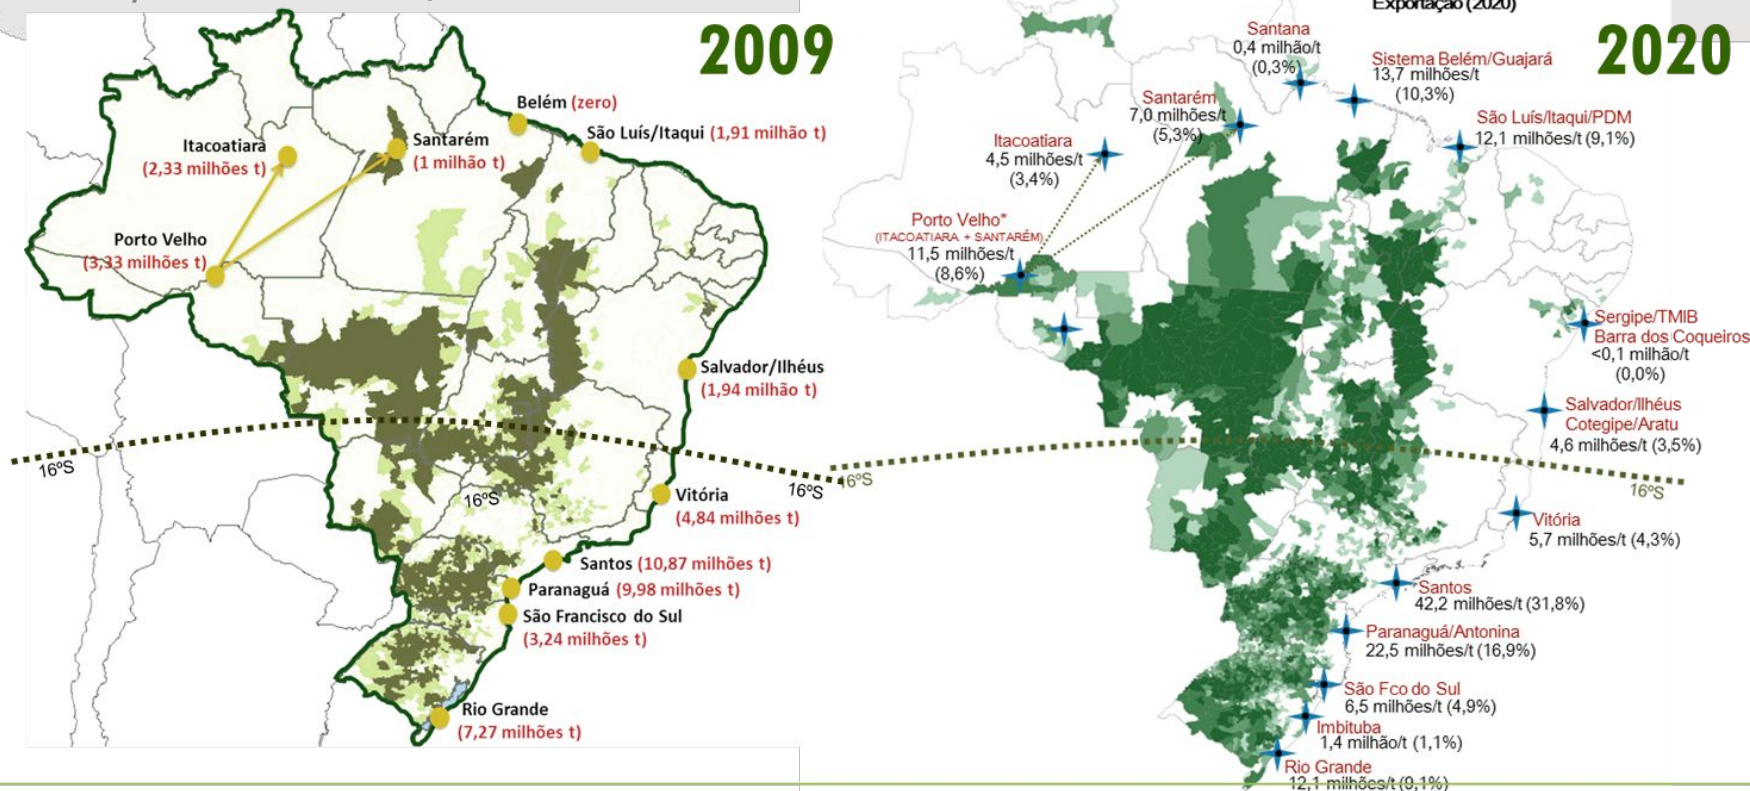 2009
Belém (zero)
São Luís/Itaqui (1,91 milhão t)
Itacoatiara
(2,33 milhões t)
Santarém
(1 milhão t)
Porto Velho
(3,33 milhões t)
Salvador/Ilhéus
(1,94 milhão t)
16ºS
16ºS
16ºS
Vitória
(4,84 milhões t)
Santos (10,87 milhões t)
Paranaguá (9,98 milhões t)
São Francisco do Sul
(3,24 milhões t)
Rio Grande
(7,27 milhões t)
Exportação (2020)
2020
Santana
0,4 milhão/t
(0,3%)
Sistema Belém/Guajará
13,7 milhões/t
(10,3%)
Santarém
7,0 milhões/t
(5,3%)
São Luís/Itaqui/PDM
12,1 milhões/t (9,1%)
Itacoatiara
4,5 milhões/t
(3,4%)
Porto Velho*
(ITACOATIARA + SANTARÉM)
11,5 milhões/t
(8,6%)
Sergipe/TMIB
Barra dos Coqueiros
<0,1 milhão/t
(0,0%)
Salvador/Ilhéus
Cotegipe/Aratu
4,6 milhões/t (3,5%)
16ºS
16ºS
Vitória
5,7 milhões/t (4,3%)
Santos
42,2 milhões/t (31,8%)
Paranaguá/Antonina
22,5 milhões/t (16,9%)
São Fco do Sul
6,5 milhões/t (4,9%)
Imbituba
1,4 milhão/t (1,1%)
Rio Grande
12,1 milhões/t (9,1%)